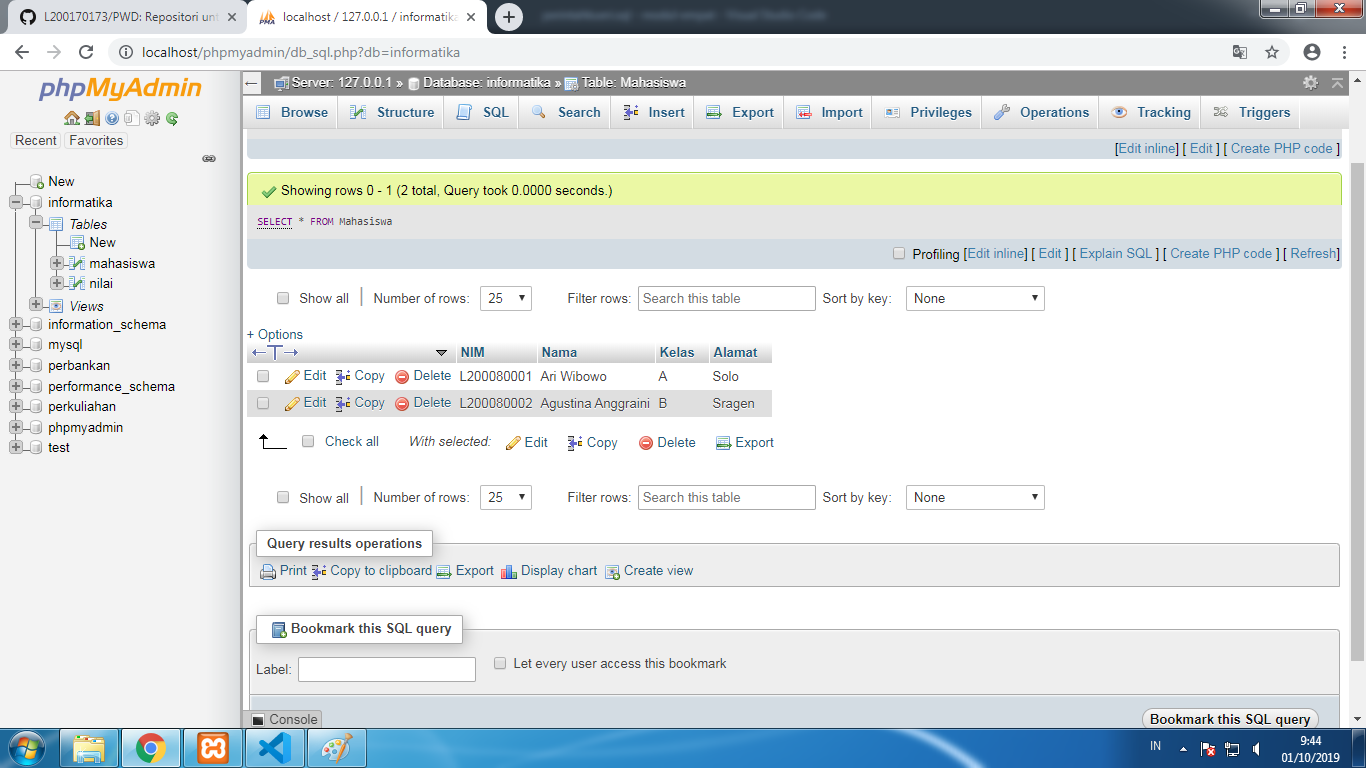 L200170173/PWD: Repositori unt
localhost / 127.0.0.1 / informatika
localhost/phpmyadmin/db_sql.php?db=informatika
phpMyAdmin
Recent Favorites
New
informatika
Tables
New
mahasiswa
nilai
Views
information_schema
mysql
perbankan
performance_schema
perkuliahan
phpmyadmin
test
Server: 127.0.0.1 » Database: informatika » Table: Mahasiswa
Browse Structure SQL Search Insert Export Import Privileges Operations Tracking Triggers
[Edit inline] [ Edit ] [ Create PHP code ]
Showing rows 0 - 1 (2 total, Query took 0.0000 seconds.)
SELECT * FROM Mahasiswa
Profiling [Edit inline] [ Edit ] [ Explain SQL ] [ Create PHP code ] [ Refresh]
Show all | Number of rows: 25 Filter rows: Search this table Sort by key: None
+ Options
←T→ NIM Nama Kelas Alamat
Edit Copy Delete L200080001 Ari Wibowo A Solo
Edit Copy Delete L200080002 Agustina Anggraini B Sragen
Check all With selected: Edit Copy Delete Export
Show all | Number of rows: 25 Filter rows: Search this table Sort by key: None
Query results operations
Print Copy to clipboard Export Display chart Create view
Bookmark this SQL query
Label: Let every user access this bookmark
Console
Bookmark this SQL query
IN
9:44
01/10/2019